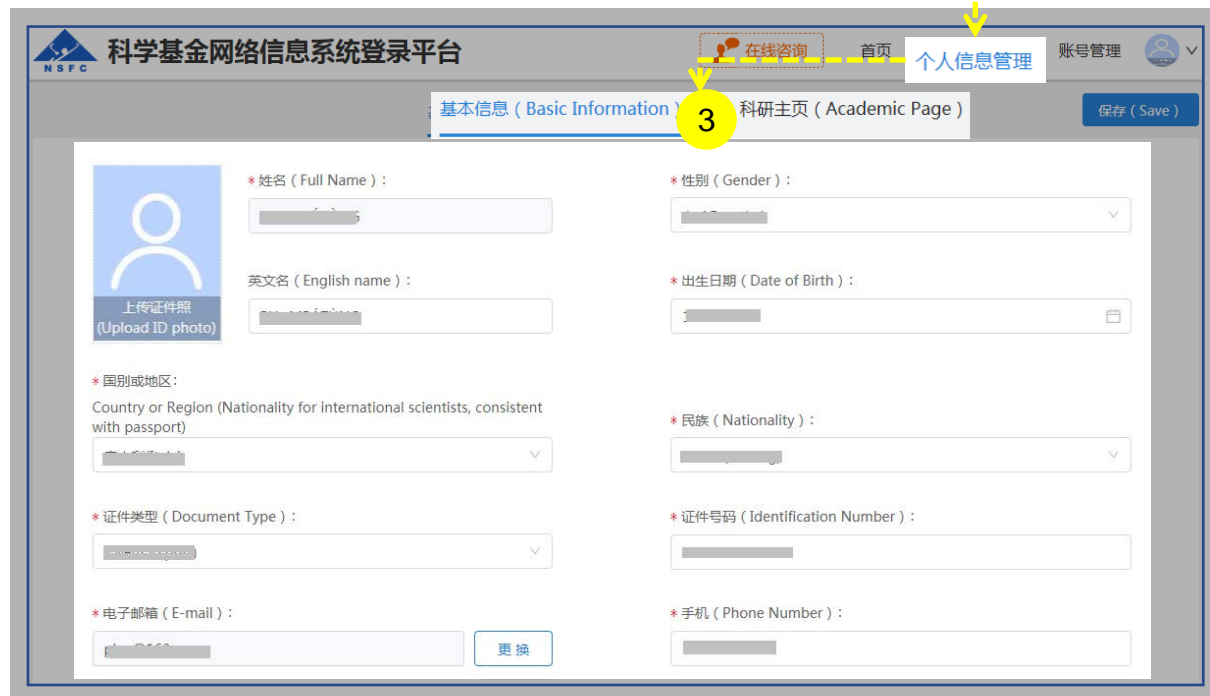 NSFC
科学基金网络信息系统登录平台
在线咨询
首页
个人信息管理
账号管理
基本信息 ( Basic Information )
3
科研主页 ( Academic Page )
保存 ( Save )
上传证件照
(Upload ID photo)
* 姓名 ( Full Name ) :
* 性别 ( Gender ) :
英文名 ( English name ) :
* 出生日期 ( Date of Birth ) :
* 国别或地区:
Country or Region (Nationality for international scientists, consistent
with passport)
* 民族 ( Nationality ) :
* 证件类型 ( Document Type ) :
* 证件号码 ( Identification Number ) :
* 电子邮箱 ( E-mail ) :
更 换
* 手机 ( Phone Number ) :